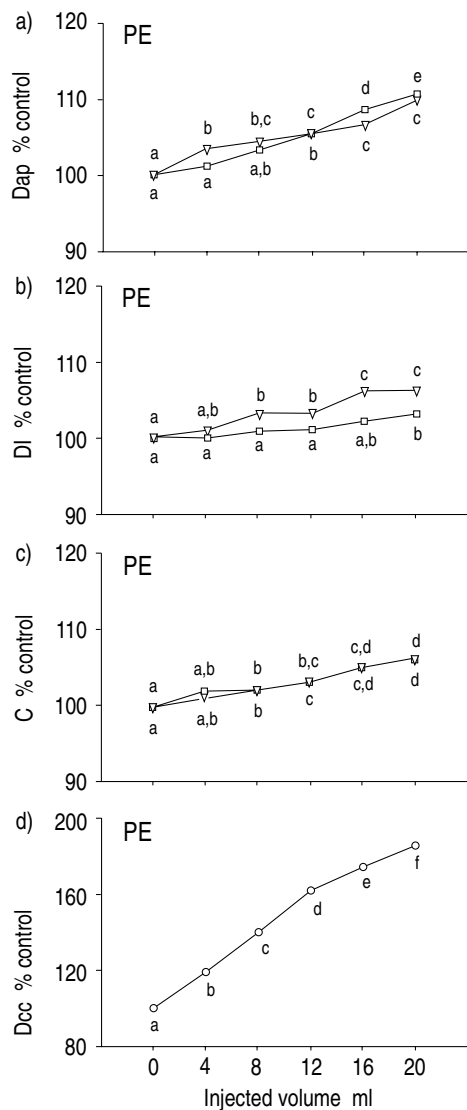 a)
PE
120
110
100
90
Dap % control
a b b,c c d e
a a a,b b c c
b)
PE
120
110
100
90
Dl % control
a a,b b b c c
a a a a a,b b
c)
PE
120
110
100
90
C % control
a a,b b b,c c,d d
a a,b b c c,d d
d)
PE
200
160
120
80
Dcc % control
a b c d e f
0 4 8 12 16 20
Injected volume ml